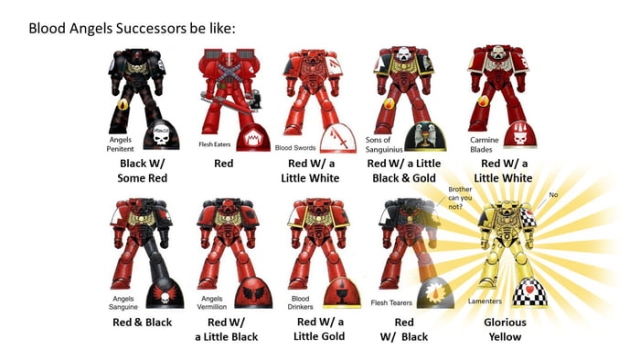 Blood Angels Successors be like:
Angels
Penitent
Flesh Eaters
Blood Swords
Sons of
Sanguinius
Carmine
Blades
Black W/
Some Red
Red
Red W/ a
Little White
Red W/ a Little
Black & Gold
Red W/ a
Little White
Brother
can you
not?
No
Angels
Sanguine
Angels
Vermillion
Blood
Drinkers
Flesh Tearers
Lamenters
Red & Black
Red W/
a Little Black
Red W/ a
Little Gold
Red
W/ Black
Glorious
Yellow